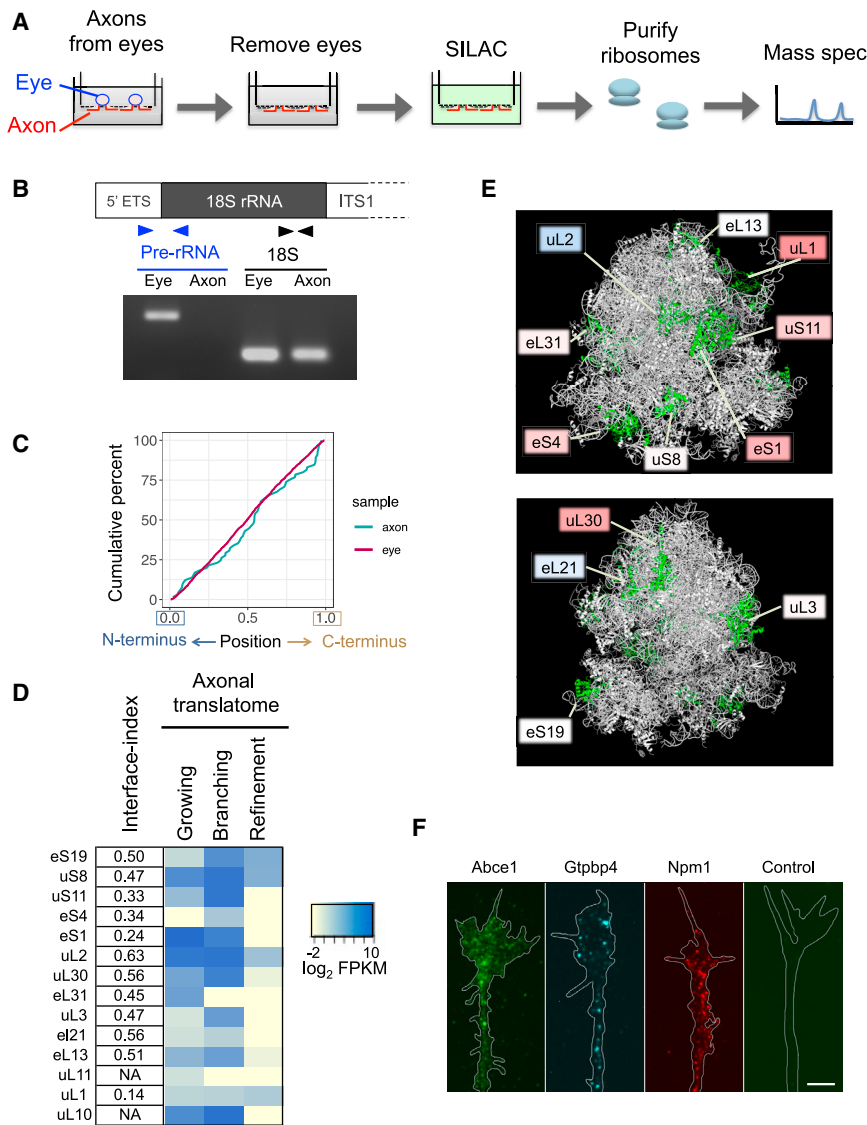 A
Axons
from eyes
Remove eyes
SILAC
Purify
ribosomes
Mass spec
Eye
Axon
B
5' ETS
18S rRNA
ITS1
Pre-rRNA
18S
Eye
Axon
Eye
Axon
C
Cumulative percent
100
75
50
25
0
0.0
0.5
1.0
N-terminus
Position
C-terminus
sample
axon
eye
D
Interface-index
Axonal
translatome
Growing
Branching
Refinement
eS19 0.50
uS8 0.47
uS11 0.33
eS4 0.34
eS1 0.24
uL2 0.63
uL30 0.56
eL31 0.45
uL3 0.47
el21 0.56
eL13 0.51
uL11 NA
uL1 0.14
uL10 NA
-2 10
log2 FPKM
E
eL13
uL2
uL1
uS11
eL31
eS4
uS8
eS1
uL30
eL21
uL3
eS19
F
Abce1
Gtpbp4
Npm1
Control